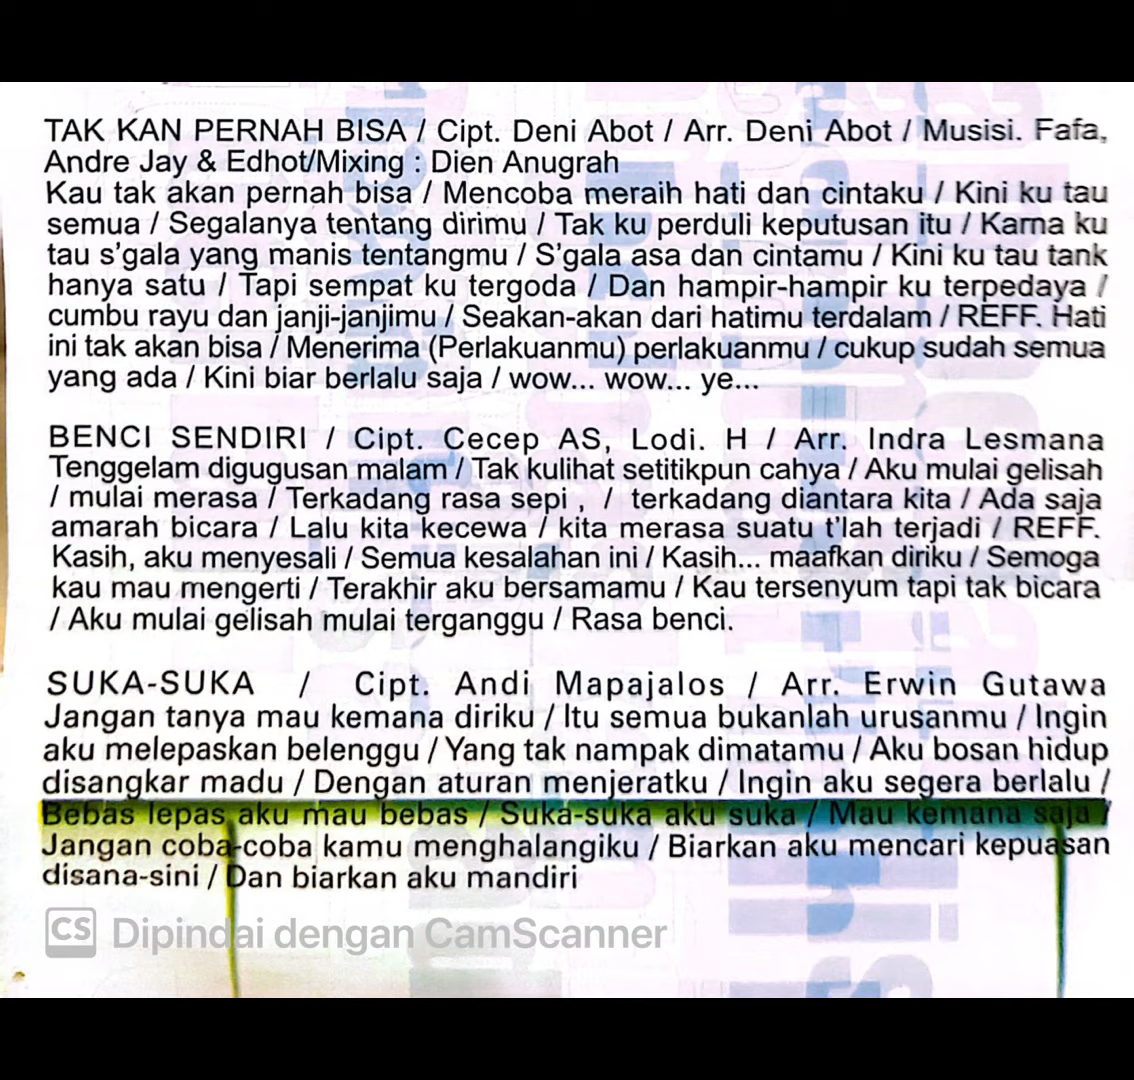 TAK KAN PERNAH BISA / Cipt. Deni Abot / Arr. Deni Abot / Musisi. Fafa,
Andre Jay & Edhot/Mixing : Dien Anugrah
Kau tak akan pernah bisa / Mencoba meraih hati dan cintaku / Kini ku tau
semua / Segalanya tentang dirimu / Tak ku perduli keputusan itu / Karna ku
tau s'gala yang manis tentangmu / S'gala asa dan cintamu / Kini ku tau tank
hanya satu / Tapi sempat ku tergoda / Dan hampir-hampir ku terpedaya /
cumbu rayu dan janji-janjimu / Seakan-akan dari hatimu terdalam / REFF. Hati
ini tak akan bisa / Menerima (Perlakuanmu) perlakuanmu / cukup sudah semua
yang ada / Kini biar berlalu saja / wow... wow... ye...
BENCI SENDIRI / Cipt. Cecep AS, Lodi. H / Arr. Indra Lesmana
Tenggelam digugusan malam / Tak kulihat setitikpun cahya / Aku mulai gelisah
/ mulai merasa / Terkadang rasa sepi , / terkadang diantara kita / Ada saja
amarah bicara / Lalu kita kecewa / kita merasa suatu t'lah terjadi / REFF.
Kasih, aku menyesali / Semua kesalahan ini / Kasih... maafkan diriku / Semoga
kau mau mengerti / Terakhir aku bersamamu / Kau tersenyum tapi tak bicara
/ Aku mulai gelisah mulai terganggu / Rasa benci.
SUKA-SUKA / Cipt. Andi Mapajalos / Arr. Erwin Gutawa
Jangan tanya mau kemana diriku / Itu semua bukanlah urusanmu / Ingin
aku melepaskan belenggu / Yang tak nampak dimatamu / Aku bosan hidup
disangkar madu / Dengan aturan menjeratku / Ingin aku segera berlalu /
Bebas lepas aku mau bebas / Suka-suka aku suka / Mau kemana saja /
Jangan coba-coba kamu menghalangiku / Biarkan aku mencari kepuasan
disana-sini / Dan biarkan aku mandiri
CS Dipindai dengan CamScanner